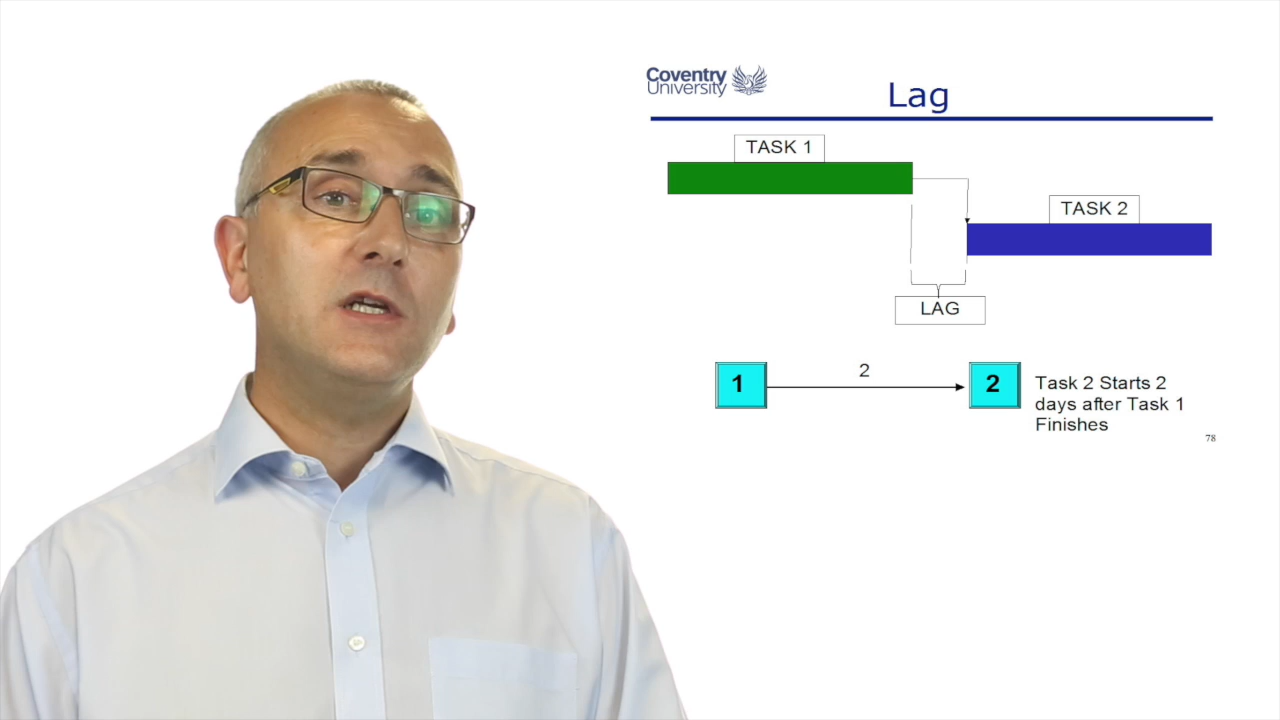 Coventry
University
Lag
TASK 1
TASK 2
LAG
1
2
2
Task 2 Starts 2
days after Task 1
Finishes
78